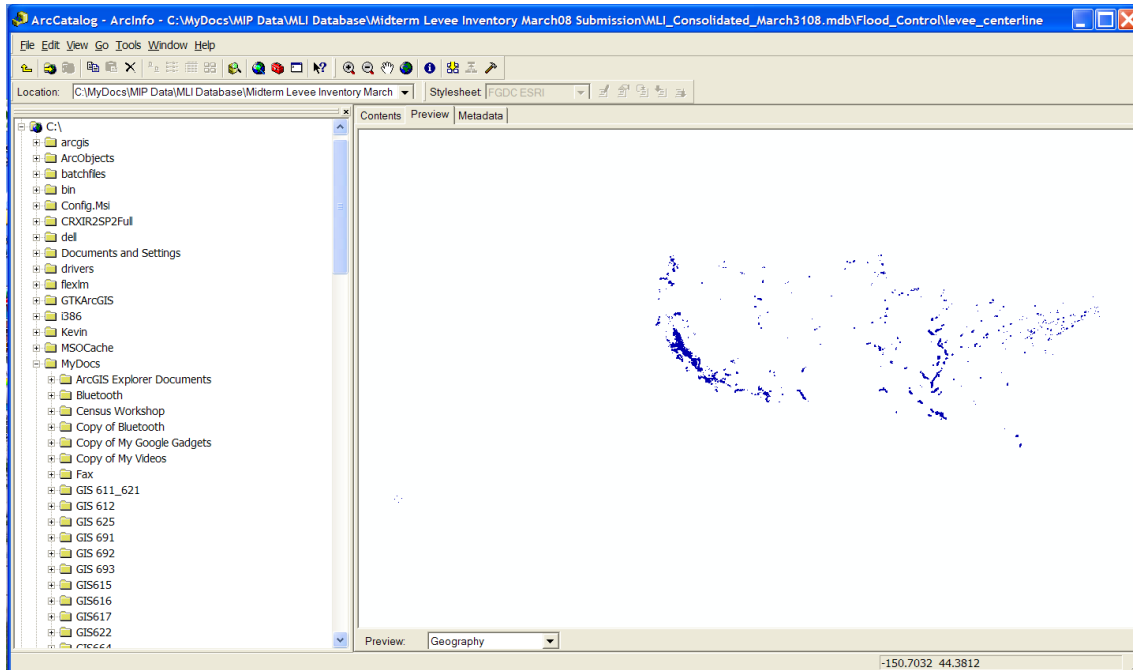 ArcCatalog - ArcInfo - C:\MyDocs\MIP Data\MLI Database\Midterm Levee Inventory March08 Submission\MLI_Consolidated_March3108.mdb\Flood_Control\levee_centerline
File Edit View Go Tools Window Help
Location: C:\MyDocs\MIP Data\MLI Database\Midterm Levee Inventory March Stylesheet: FGDC ESRI
Contents Preview Metadata
C:\
arcgis
ArcObjects
batchfiles
bin
Config.Msi
CRXIR2SP2Full
dell
Documents and Settings
drivers
flexlm
GTKArcGIS
i386
Kevin
MSOCache
MyDocs
ArcGIS Explorer Documents
Bluetooth
Census Workshop
Copy of Bluetooth
Copy of My Google Gadgets
Copy of My Videos
Fax
GIS 611_621
GIS 612
GIS 625
GIS 691
GIS 692
GIS 693
GIS615
GIS616
GIS617
GIS622
GIS664
Preview: Geography
-150.7032 44.3812